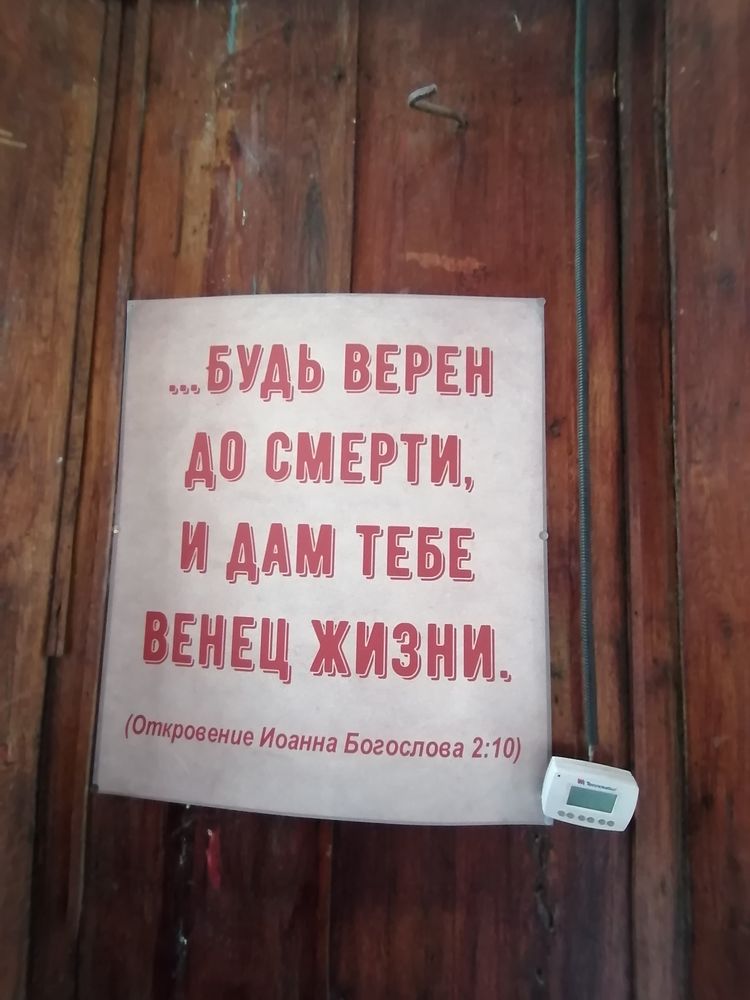 ...БУДЬ ВЕРЕН
ДО СМЕРТИ,
И ДАМ ТЕБЕ
ВЕНЕЦ ЖИЗНИ.
(Откровение Иоанна Богослова 2:10)